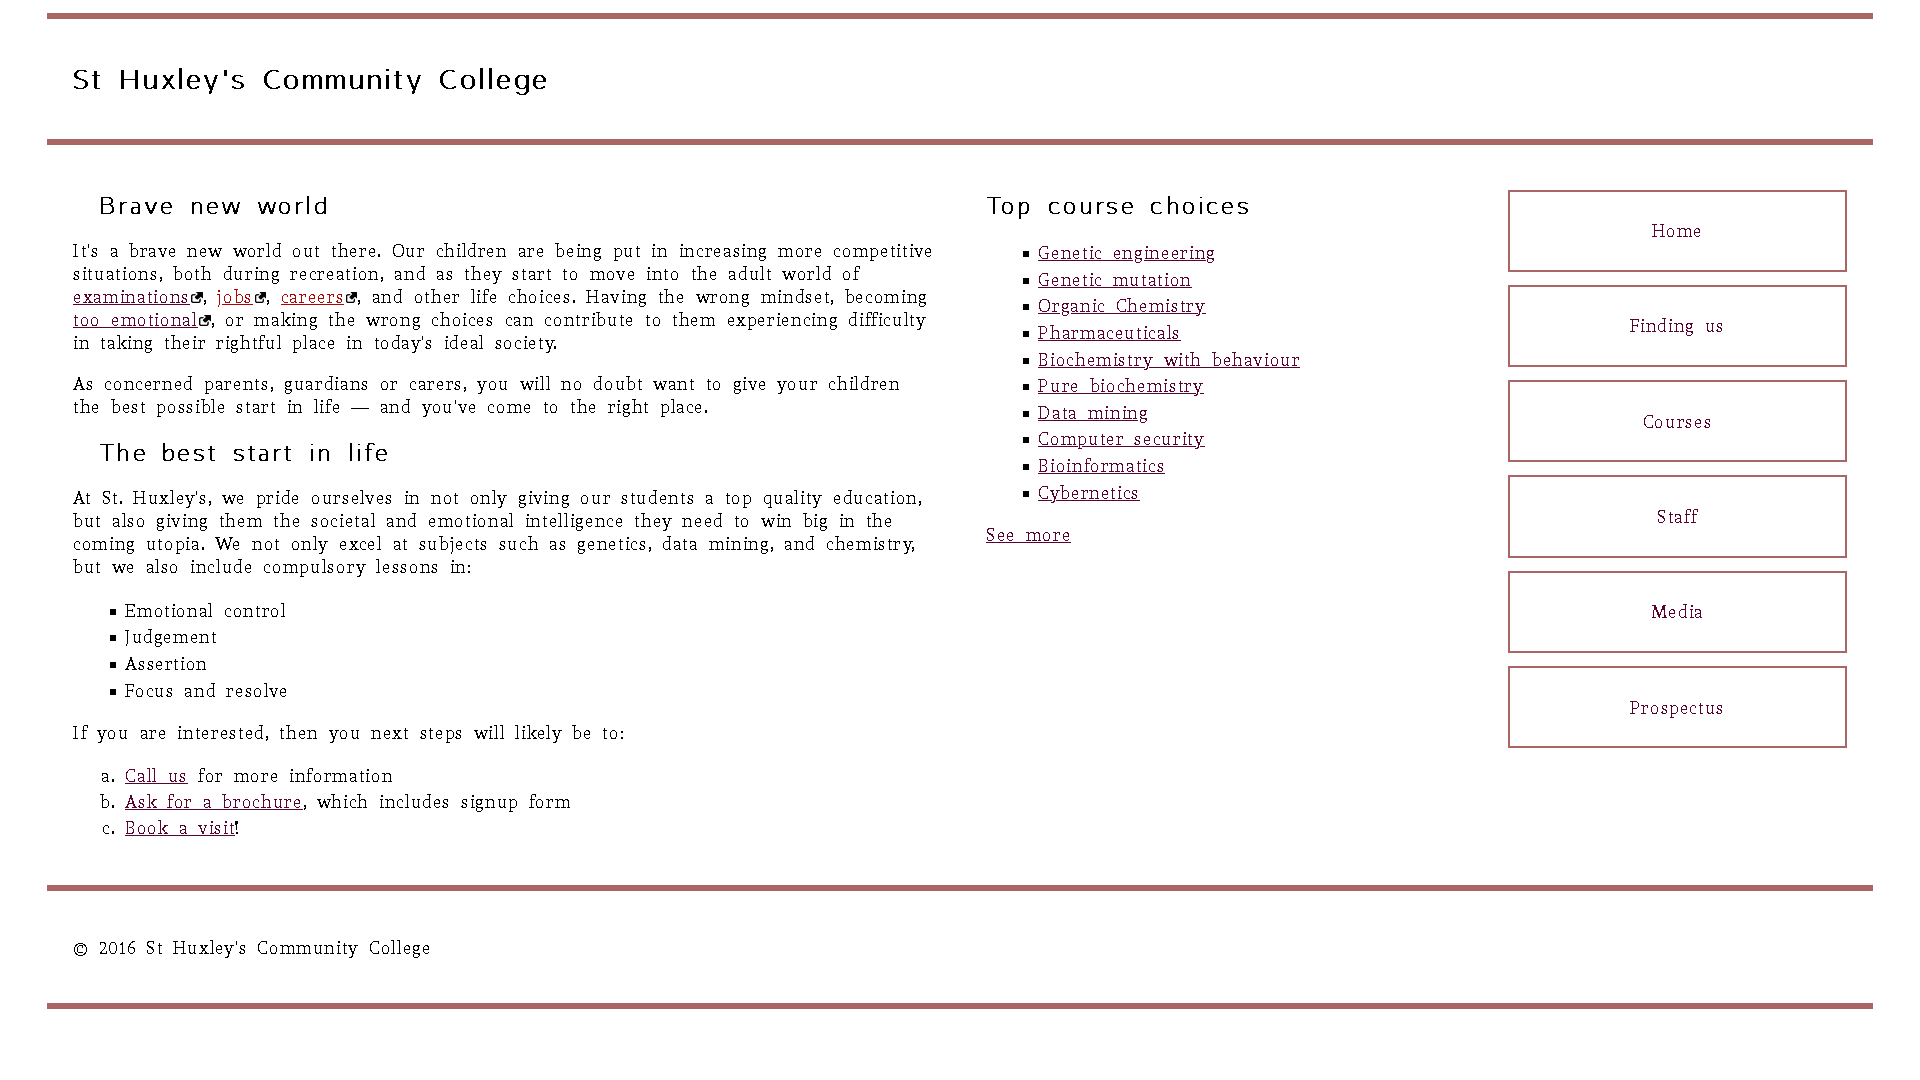 St Huxley's Community College
Brave new world
It's a brave new world out there. Our children are being put in increasing more competitive
situations, both during recreation, and as they start to move into the adult world of
examinations, jobs, careers, and other life choices. Having the wrong mindset, becoming
too emotional, or making the wrong choices can contribute to them experiencing difficulty
in taking their rightful place in today's ideal society.
As concerned parents, guardians or carers, you will no doubt want to give your children
the best possible start in life — and you've come to the right place.
The best start in life
At St. Huxley's, we pride ourselves in not only giving our students a top quality education,
but also giving them the societal and emotional intelligence they need to win big in the
coming utopia. We not only excel at subjects such as genetics, data mining, and chemistry,
but we also include compulsory lessons in:
▪ Emotional control
▪ Judgement
▪ Assertion
▪ Focus and resolve
If you are interested, then you next steps will likely be to:
a. Call us for more information
b. Ask for a brochure, which includes signup form
c. Book a visit!
Top course choices
▪ Genetic engineering
▪ Genetic mutation
▪ Organic Chemistry
▪ Pharmaceuticals
▪ Biochemistry with behaviour
▪ Pure biochemistry
▪ Data mining
▪ Computer security
▪ Bioinformatics
▪ Cybernetics
See more
Home
Finding us
Courses
Staff
Media
Prospectus
© 2016 St Huxley's Community College